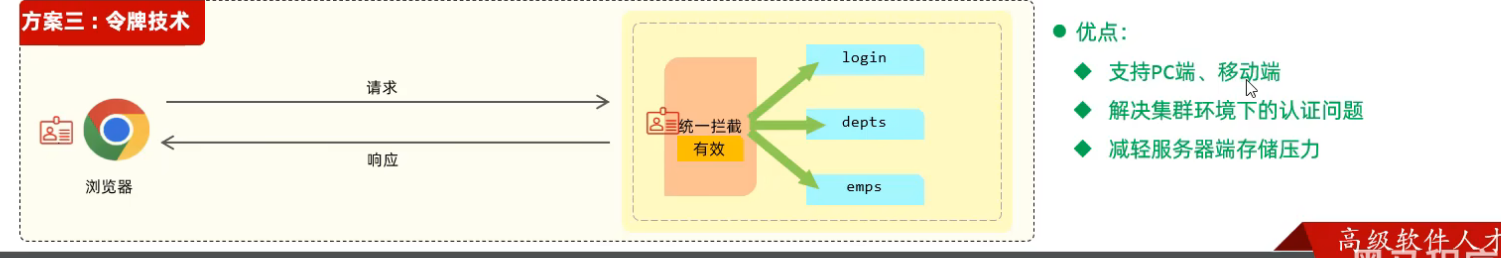 方案三：令牌技术
请求
响应
浏览器
统一拦截
有效
login
depts
emps
优点：
支持PC端、移动端
解决集群环境下的认证问题
减轻服务器端存储压力
高级软件人才